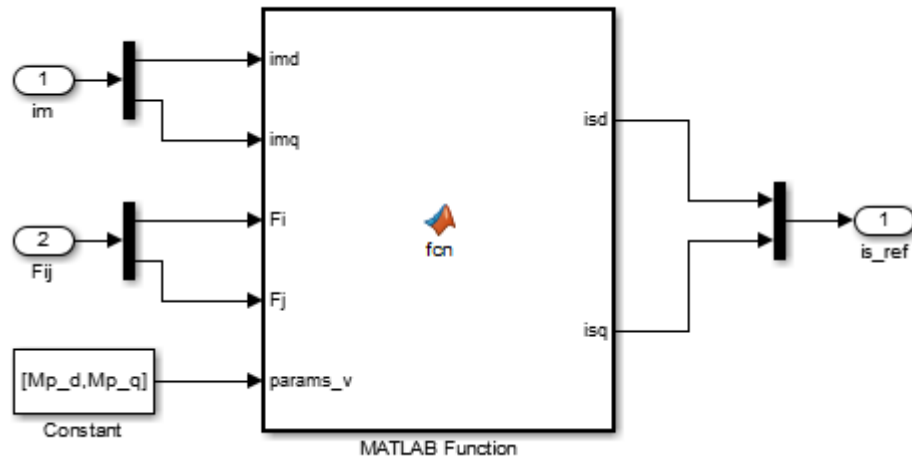 imd
1
im
imq
isd
Fi
2
Fij
fcn
1
is_ref
Fj
isq
[Mp_d,Mp_q]
params_v
Constant
MATLAB Function